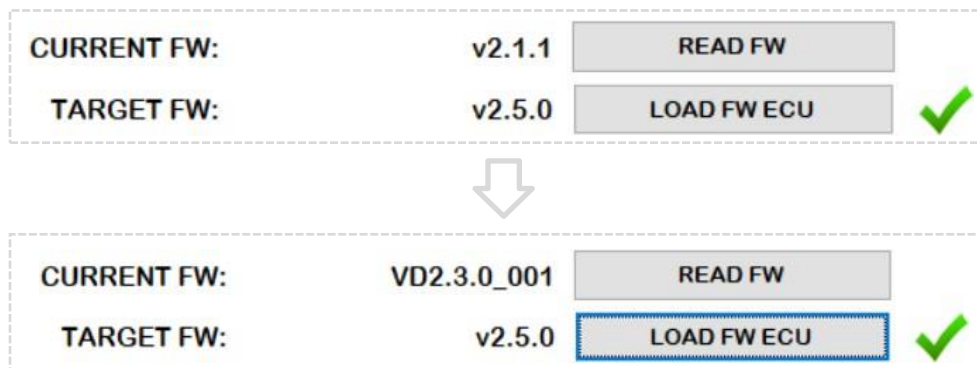 CURRENT FW: v2.1.1 READ FW
TARGET FW: v2.5.0 LOAD FW ECU
CURRENT FW: VD2.3.0_001 READ FW
TARGET FW: v2.5.0 LOAD FW ECU